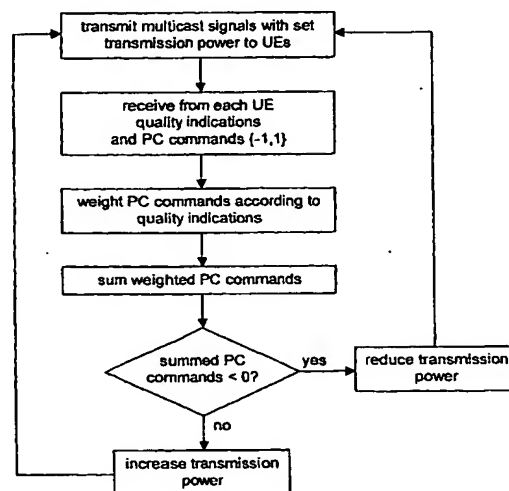 transmit multicast signals with set
transmission power to UEs
receive from each UE
quality indications
and PC commands {-1,1}
weight PC commands according to
quality indications
sum weighted PC commands
summed PC
commands < 0?
yes
reduce transmission
power
no
increase transmission
power